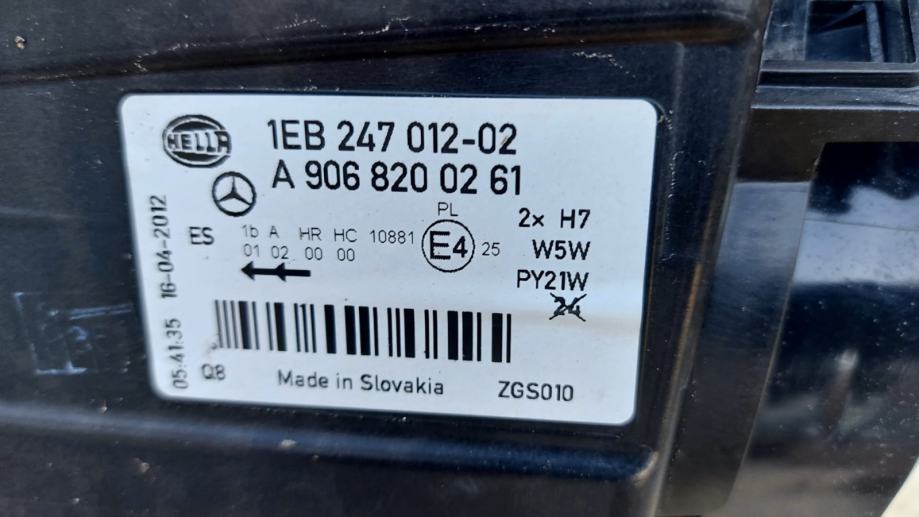 HELLA
1EB 247 012-02
A 906 820 02 61
05:41:35 16-04-2012
ES
1b A HR HC 10881
01 02 00 00
PL
E4 25
2x H7
W5W
PY21W
24
Q8
Made in Slovakia
ZGS010